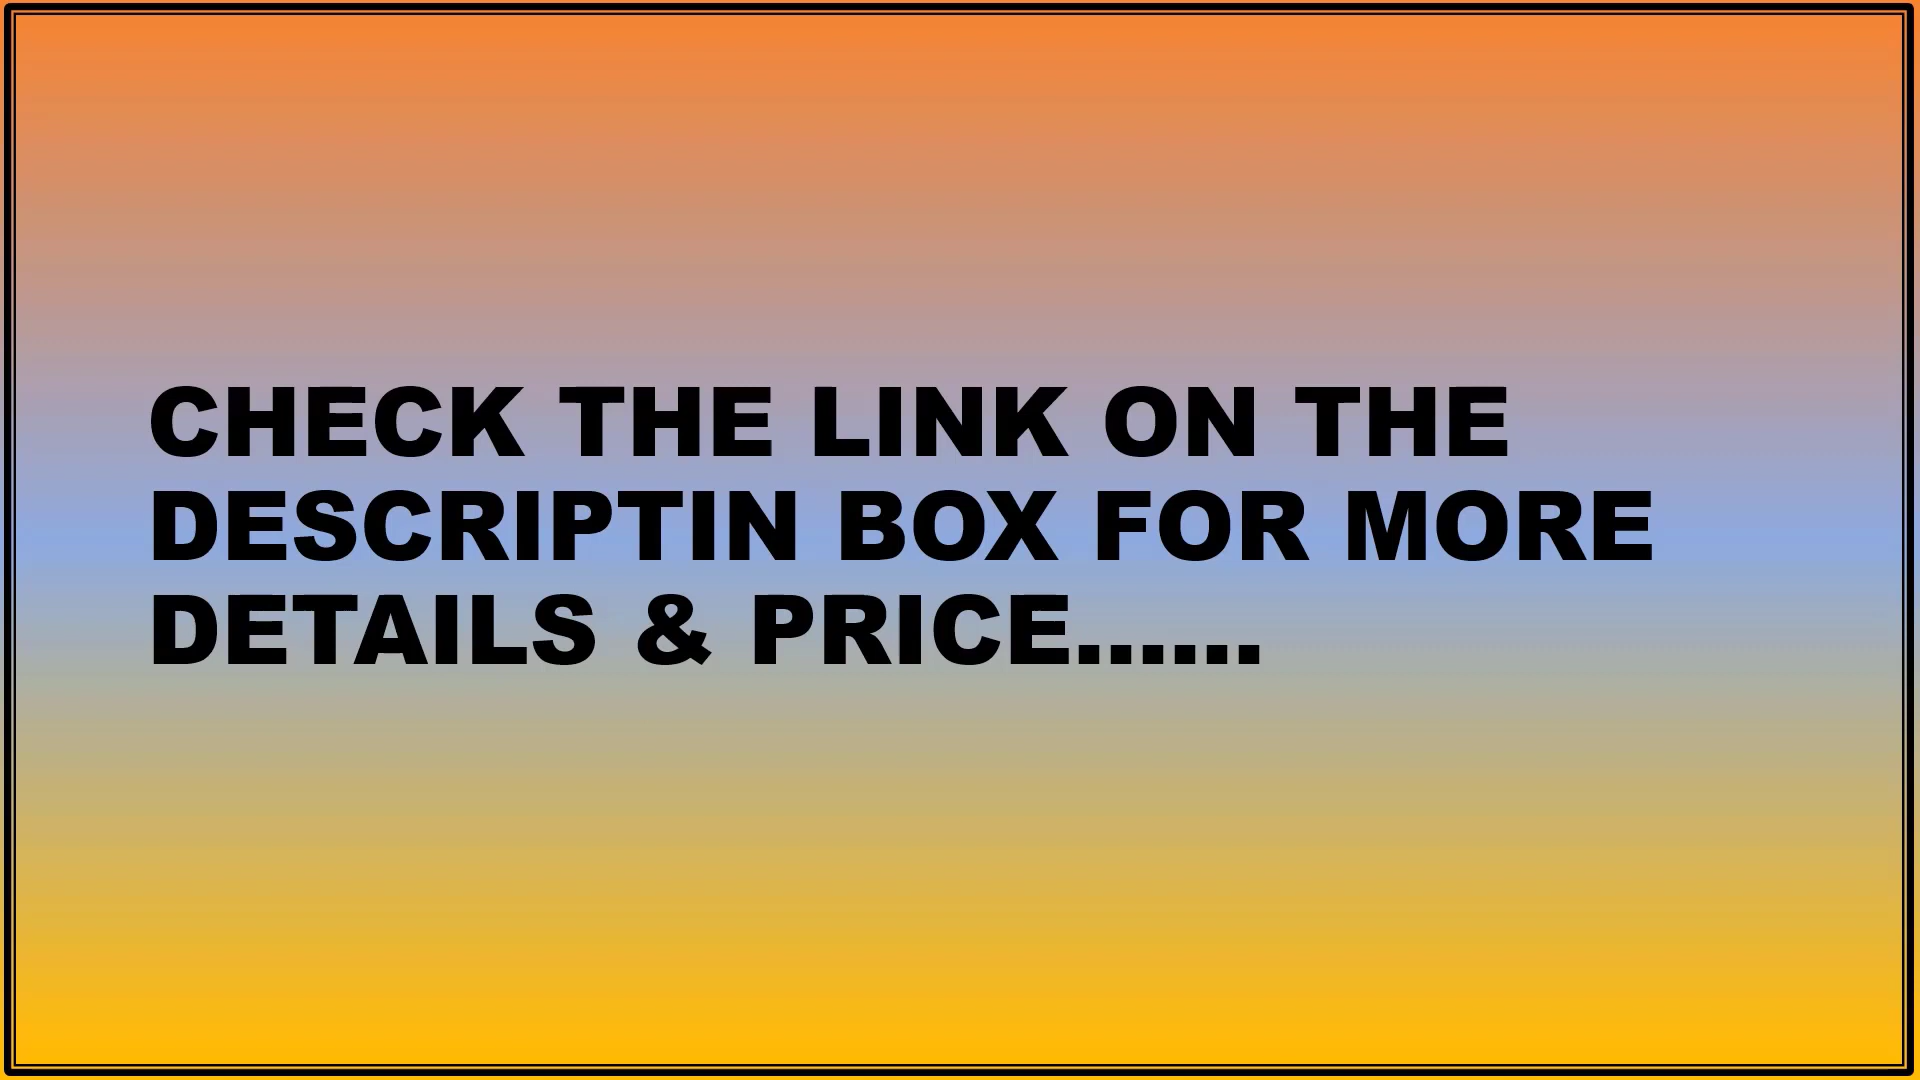 CHECK THE LINK ON THE
DESCRIPTIN BOX FOR MORE
DETAILS & PRICE......